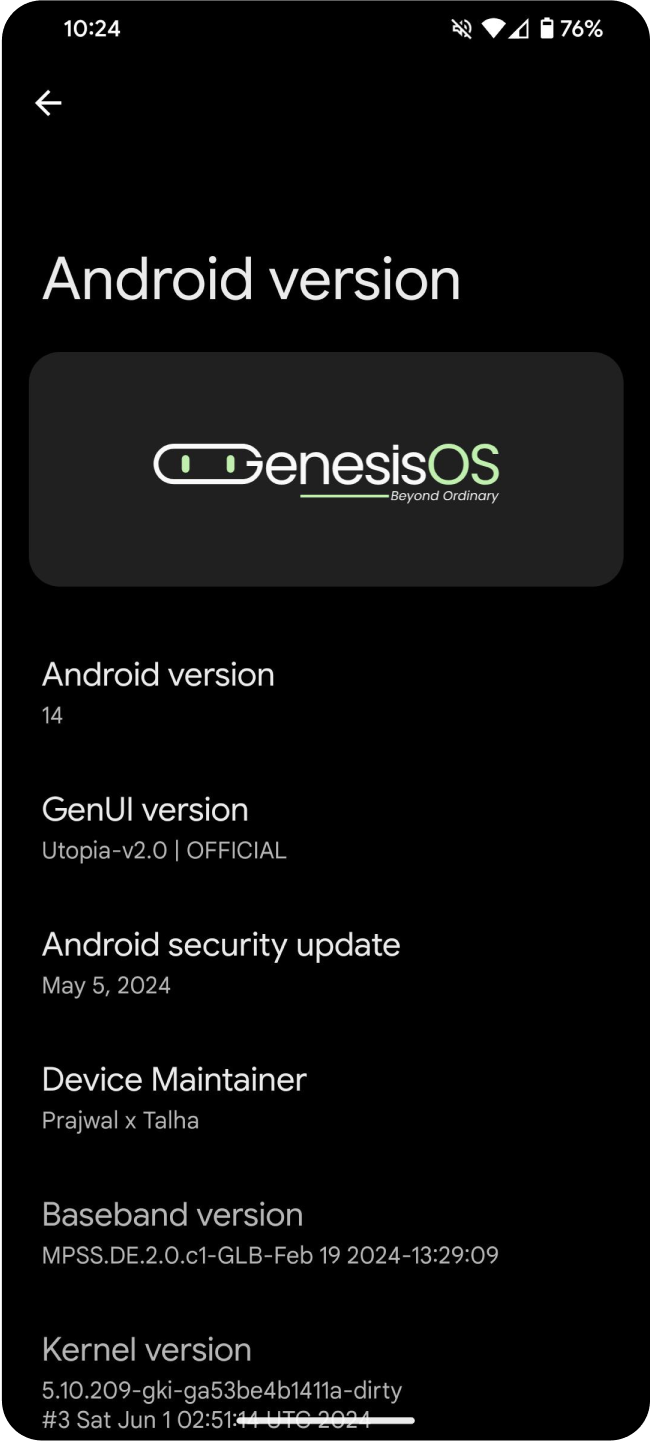 10:24
76%
Android version
GenesisOS
Beyond Ordinary
Android version
14
GenUI version
Utopia-v2.0 | OFFICIAL
Android security update
May 5, 2024
Device Maintainer
Prajwal x Talha
Baseband version
MPSS.DE.2.0.c1-GLB-Feb 19 2024-13:29:09
Kernel version
5.10.209-gki-ga53be4b1411a-dirty
#3 Sat Jun 1 02:51:14 UTC 2024